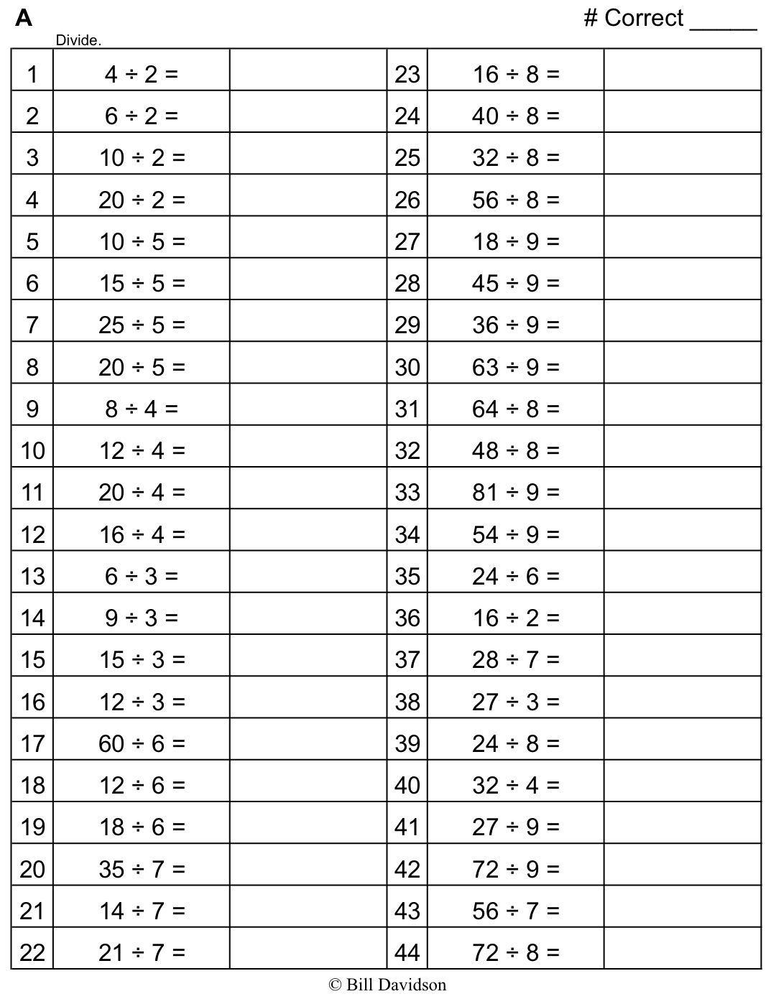 A # Correct _____
Divide.
1 4 ÷ 2 = 23 16 ÷ 8 =
2 6 ÷ 2 = 24 40 ÷ 8 =
3 10 ÷ 2 = 25 32 ÷ 8 =
4 20 ÷ 2 = 26 56 ÷ 8 =
5 10 ÷ 5 = 27 18 ÷ 9 =
6 15 ÷ 5 = 28 45 ÷ 9 =
7 25 ÷ 5 = 29 36 ÷ 9 =
8 20 ÷ 5 = 30 63 ÷ 9 =
9 8 ÷ 4 = 31 64 ÷ 8 =
10 12 ÷ 4 = 32 48 ÷ 8 =
11 20 ÷ 4 = 33 81 ÷ 9 =
12 16 ÷ 4 = 34 54 ÷ 9 =
13 6 ÷ 3 = 35 24 ÷ 6 =
14 9 ÷ 3 = 36 16 ÷ 2 =
15 15 ÷ 3 = 37 28 ÷ 7 =
16 12 ÷ 3 = 38 27 ÷ 3 =
17 60 ÷ 6 = 39 24 ÷ 8 =
18 12 ÷ 6 = 40 32 ÷ 4 =
19 18 ÷ 6 = 41 27 ÷ 9 =
20 35 ÷ 7 = 42 72 ÷ 9 =
21 14 ÷ 7 = 43 56 ÷ 7 =
22 21 ÷ 7 = 44 72 ÷ 8 =
© Bill Davidson